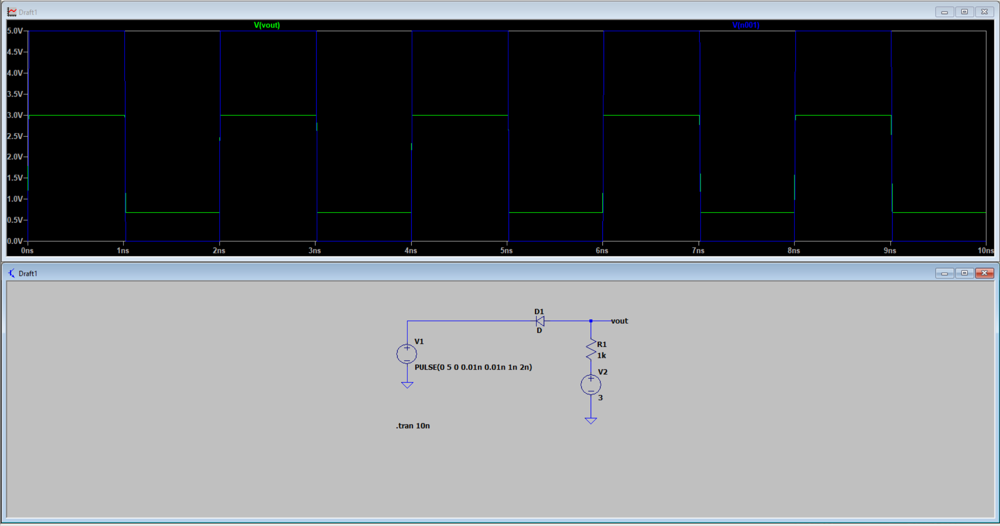 Draft1
V(vout) V(n001)
5.0V
4.5V
4.0V
3.5V
3.0V
2.5V
2.0V
1.5V
1.0V
0.5V
0.0V
0ns 1ns 2ns 3ns 4ns 5ns 6ns 7ns 8ns 9ns 10ns
Draft1
D1
D
vout
V1
PULSE(0 5 0 0.01n 0.01n 1n 2n)
R1
1k
V2
3
.tran 10n